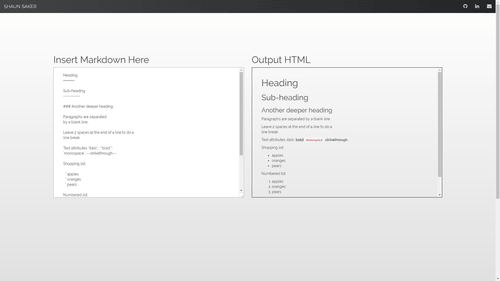 SHAUN SAKER
Insert Markdown Here
Heading
Sub-Heading
### Another deeper heading
Paragraphs are separated
by a blank line
Leave 2 spaces at the end of a line to do a
line break
Text attributes
Shopping list:
* apples
* oranges
* pears
Numbered list:
Output HTML
Heading
Sub-heading
Another deeper heading
Paragraphs are separated by a blank line
Leave 2 spaces at the end of a line to do a
line break
Text attributes italic, bold, monospace, strikethrough
Shopping list:
apples
oranges
pears
Numbered list:
1. apples
2. oranges
3. pears